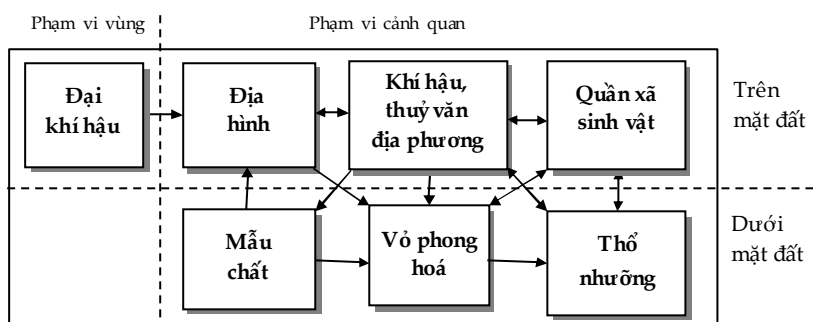 Phạm vi vùng
Phạm vi cảnh quan
Đại
khí hậu
Địa
hình
Khí hậu,
thuỷ văn
địa phương
Quần xã
sinh vật
Trên
mặt đất
Mẫu
chất
Vỏ phong
hoá
Thổ
nhưỡng
Dưới
mặt đất